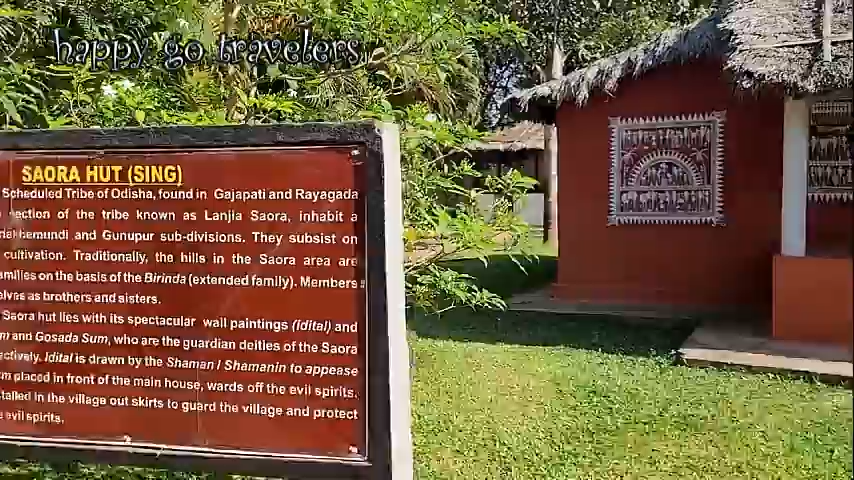 happy go travelers
SAORA HUT (SING)
Scheduled Tribe of Odisha, found in Gajapati and Rayagada
section of the tribe known as Lanjia Saora, inhabit a
and Gunupur sub-divisions. They subsist on
cultivation. Traditionally, the hills in the Saora area are
on the basis of the Birinda (extended family). Members
as brothers and sisters.
Saora hut lies with its spectacular wall paintings (Idital) and
and Gosada Sum, who are the guardian deities of the Saora
Idital is drawn by the Shaman / Shamanin to appease
placed in front of the main house, wards off the evil spirits.
in the village out skirts to guard the village and protect
evil spirits.